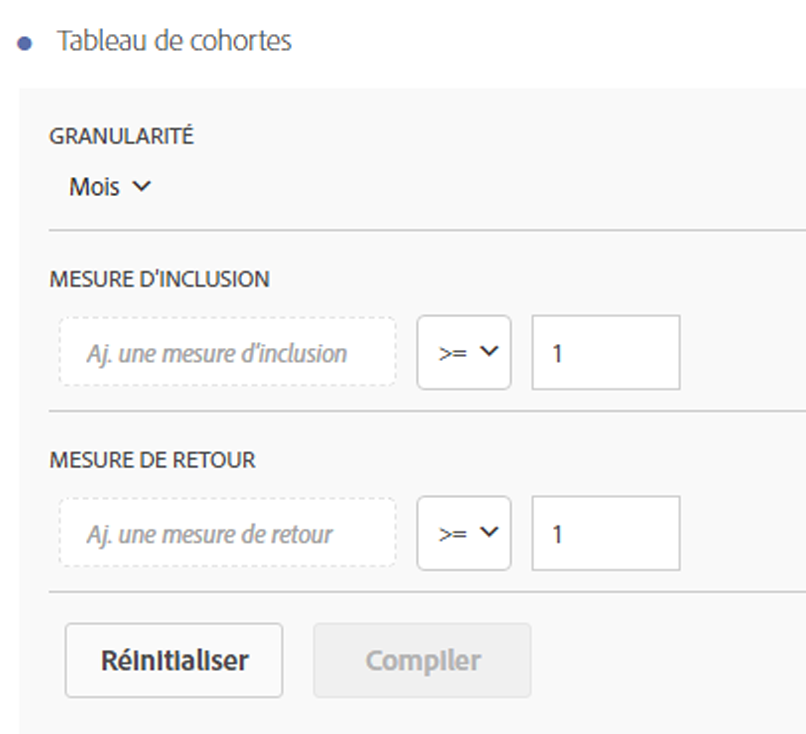 Tableau de cohortes
GRANULARITÉ
Mois
MESURE D'INCLUSION
Aj. une mesure d'inclusion >= 1
MESURE DE RETOUR
Aj. une mesure de retour >= 1
Réinitialiser Compiler